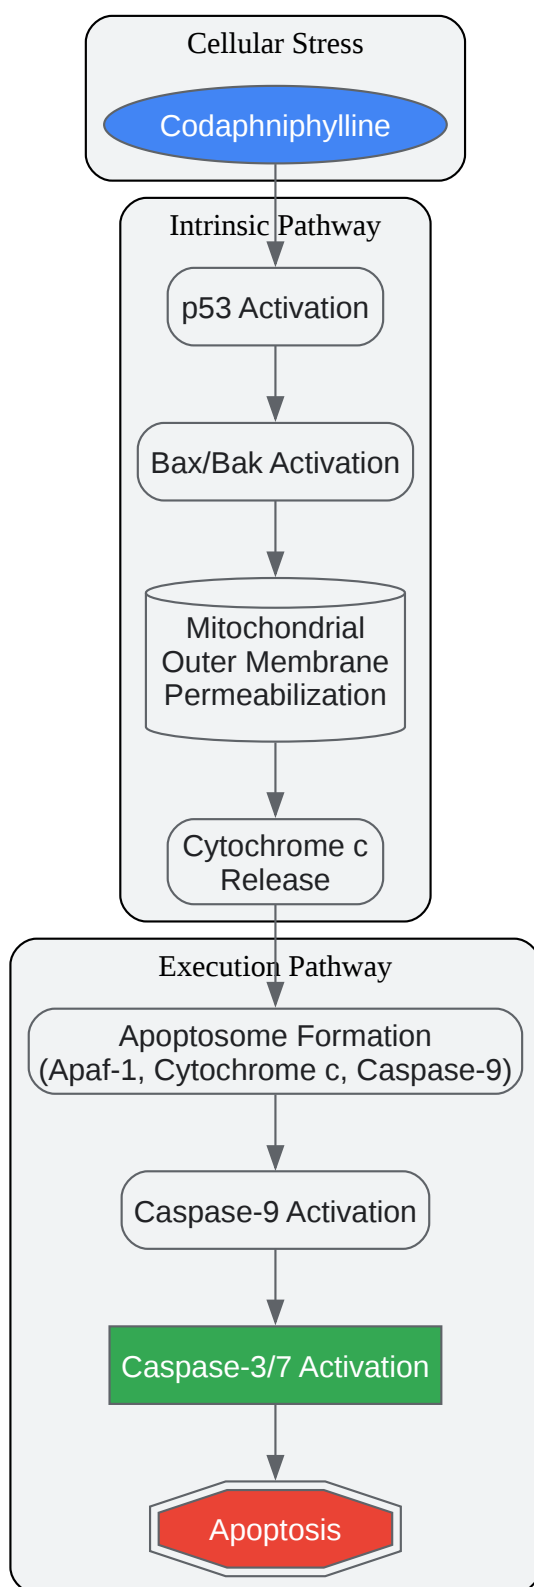 Cellular Stress
Codaphniphylline
Intrinsic Pathway
p53 Activation
Bax/Bak Activation
Mitochondrial
Outer Membrane
Permeabilization
Cytochrome c
Release
Execution Pathway
Apoptosome Formation
(Apaf-1, Cytochrome c, Caspase-9)
Caspase-9 Activation
Caspase-3/7 Activation
Apoptosis